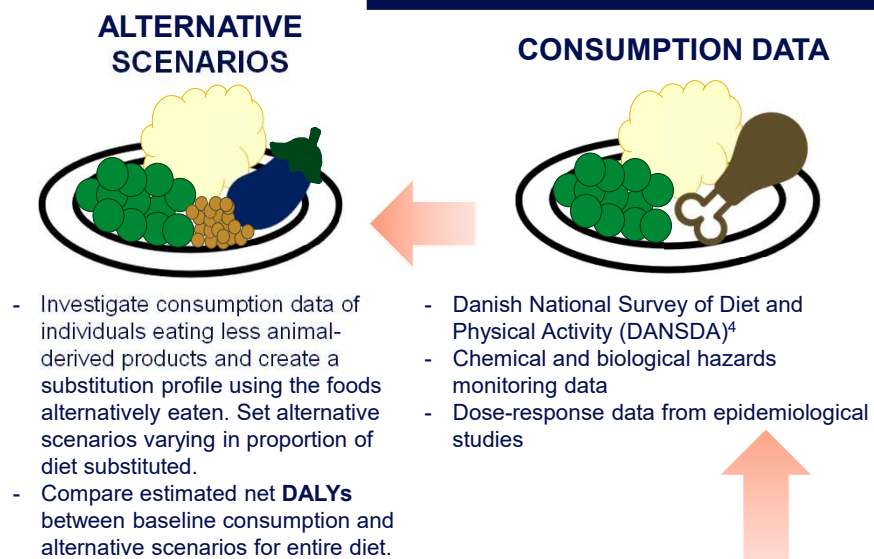 ALTERNATIVE
SCENARIOS
- Investigate consumption data of
individuals eating less animal-
derived products and create a
substitution profile using the foods
alternatively eaten. Set alternative
scenarios varying in proportion of
diet substituted.
- Compare estimated net DALYs
between baseline consumption and
alternative scenarios for entire diet.
CONSUMPTION DATA
- Danish National Survey of Diet and
Physical Activity (DANSDA)⁴
- Chemical and biological hazards
monitoring data
- Dose-response data from epidemiological
studies